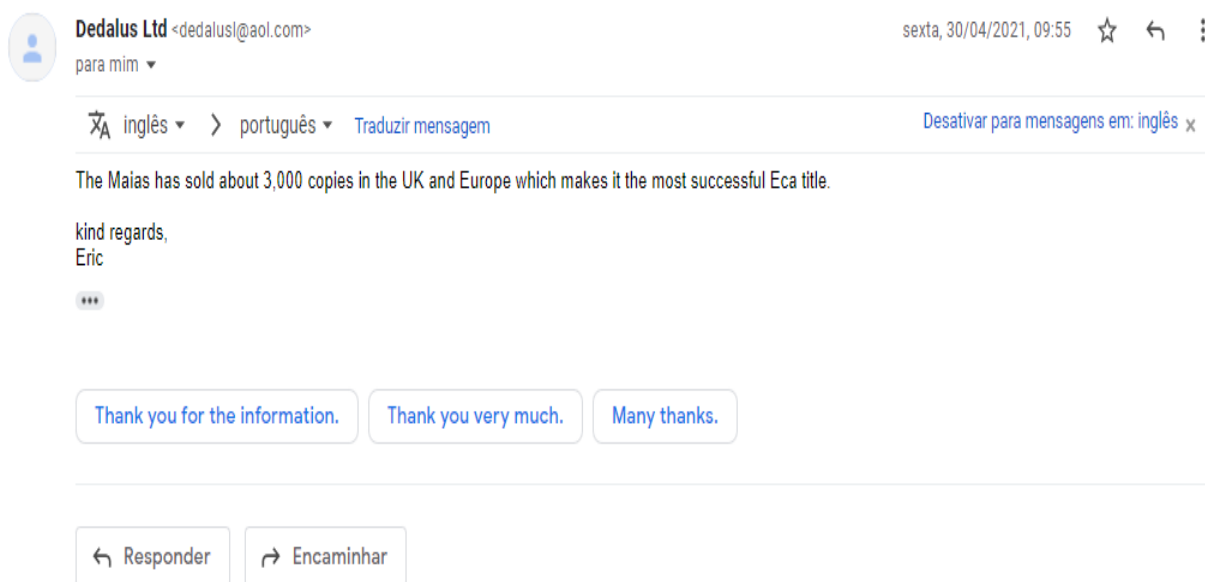 Dedalus Ltd <dedalusl@aol.com> sexta, 30/04/2021, 09:55
para mim
inglês > português Traduzir mensagem Desativar para mensagens em: inglês x
The Maias has sold about 3,000 copies in the UK and Europe which makes it the most successful Eca title.
kind regards,
Eric
Thank you for the information. Thank you very much. Many thanks.
Responder Encaminhar